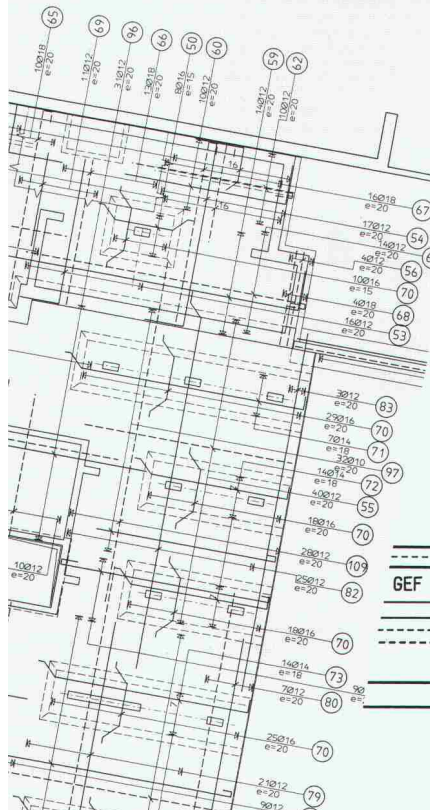 65
69
96
66
50
60
59
62
10Ø18
e=20
11Ø12
e=20
31Ø12
e=20
13Ø18
e=20
8Ø16
e=15
10Ø12
e=20
14Ø12
e=20
10Ø12
e=20
16
16
16Ø18
e=20
67
17Ø12
e=20
54
14Ø12
e=20
4Ø12
e=20
56
10Ø16
e=15
70
4Ø18
e=20
68
16Ø12
e=20
53
3Ø12
e=20
83
29Ø16
e=20
70
7Ø14
e=18
71
32Ø10
e=20
97
14Ø14
e=18
72
40Ø12
e=20
55
18Ø16
e=20
70
28Ø12
e=20
109
25Ø12
e=20
82
10Ø12
e=20
GEF
18Ø16
e=20
70
14Ø14
e=18
73
7Ø12
e=20
80
25Ø16
e=20
70
21Ø12
e=20
79
9Ø12
e=20